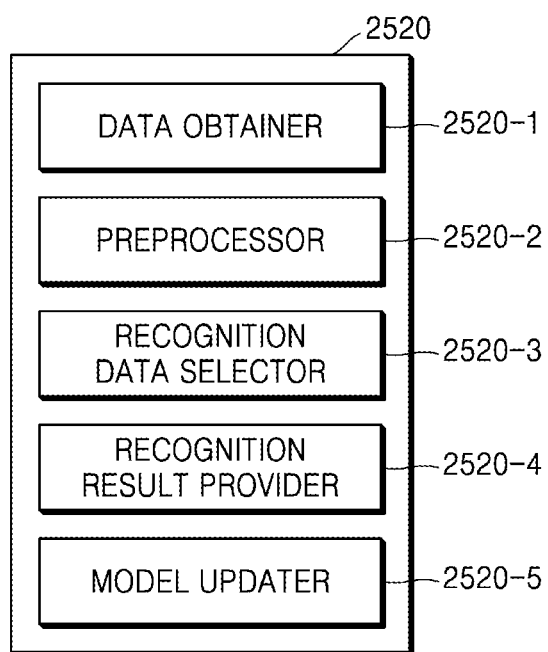 2520
DATA OBTAINER
2520-1
PREPROCESSOR
2520-2
RECOGNITION
DATA SELECTOR
2520-3
RECOGNITION
RESULT PROVIDER
2520-4
MODEL UPDATER
2520-5